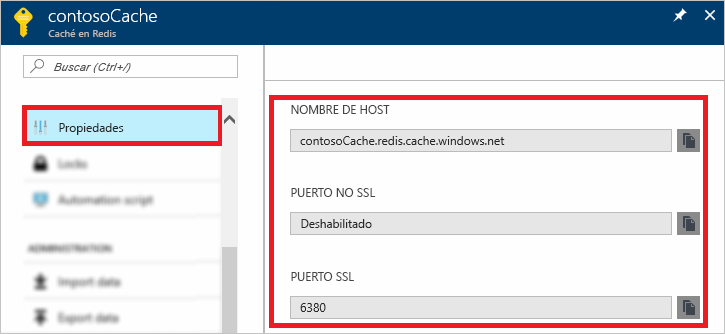 contosoCache
Caché en Redis
Buscar (Ctrl+/)
Propiedades
Locks
Automation script
ADMINISTRATION
Import data
Export data
NOMBRE DE HOST
contosoCache.redis.cache.windows.net
PUERTO NO SSL
Deshabilitado
PUERTO SSL
6380